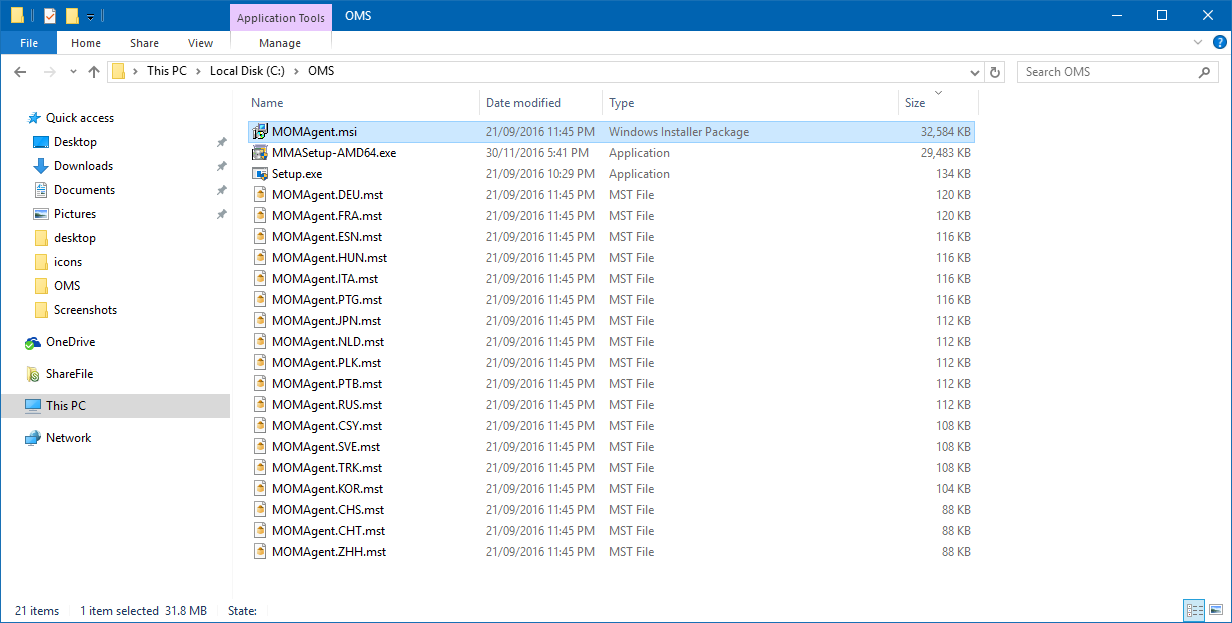 Application Tools OMS
File Home Share View Manage
This PC Local Disk (C:) OMS Search OMS
Name Date modified Type Size
Quick access
Desktop
Downloads
Documents
Pictures
desktop
icons
OMS
Screenshots
OneDrive
ShareFile
This PC
Network
MOMAgent.msi 21/09/2016 11:45 PM Windows Installer Package 32,584 KB
MMASetup-AMD64.exe 30/11/2016 5:41 PM Application 29,483 KB
Setup.exe 21/09/2016 10:29 PM Application 134 KB
MOMAgent.DEU.mst 21/09/2016 11:45 PM MST File 120 KB
MOMAgent.FRA.mst 21/09/2016 11:45 PM MST File 120 KB
MOMAgent.ESN.mst 21/09/2016 11:45 PM MST File 116 KB
MOMAgent.HUN.mst 21/09/2016 11:45 PM MST File 116 KB
MOMAgent.ITA.mst 21/09/2016 11:45 PM MST File 116 KB
MOMAgent.PTG.mst 21/09/2016 11:45 PM MST File 116 KB
MOMAgent.JPN.mst 21/09/2016 11:45 PM MST File 112 KB
MOMAgent.NLD.mst 21/09/2016 11:45 PM MST File 112 KB
MOMAgent.PLK.mst 21/09/2016 11:45 PM MST File 112 KB
MOMAgent.PTB.mst 21/09/2016 11:45 PM MST File 112 KB
MOMAgent.RUS.mst 21/09/2016 11:45 PM MST File 112 KB
MOMAgent.CSY.mst 21/09/2016 11:45 PM MST File 108 KB
MOMAgent.SVE.mst 21/09/2016 11:45 PM MST File 108 KB
MOMAgent.TRK.mst 21/09/2016 11:45 PM MST File 108 KB
MOMAgent.KOR.mst 21/09/2016 11:45 PM MST File 104 KB
MOMAgent.CHS.mst 21/09/2016 11:45 PM MST File 88 KB
MOMAgent.CHT.mst 21/09/2016 11:45 PM MST File 88 KB
MOMAgent.ZHH.mst 21/09/2016 11:45 PM MST File 88 KB
21 items 1 item selected 31.8 MB State: